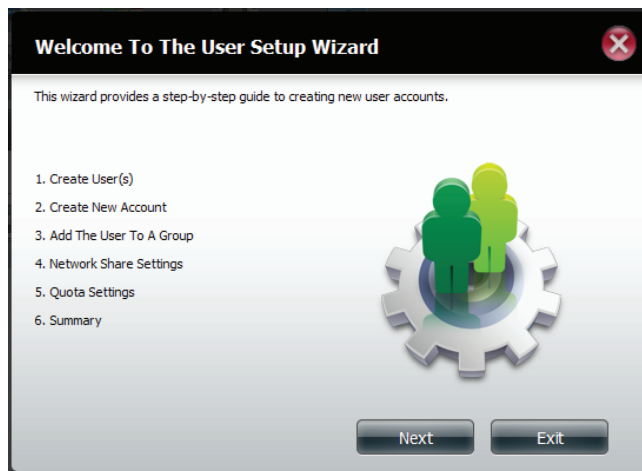 Welcome To The User Setup Wizard
This wizard provides a step-by-step guide to creating new user accounts.
1. Create User(s)
2. Create New Account
3. Add The User To A Group
4. Network Share Settings
5. Quota Settings
6. Summary
Next Exit